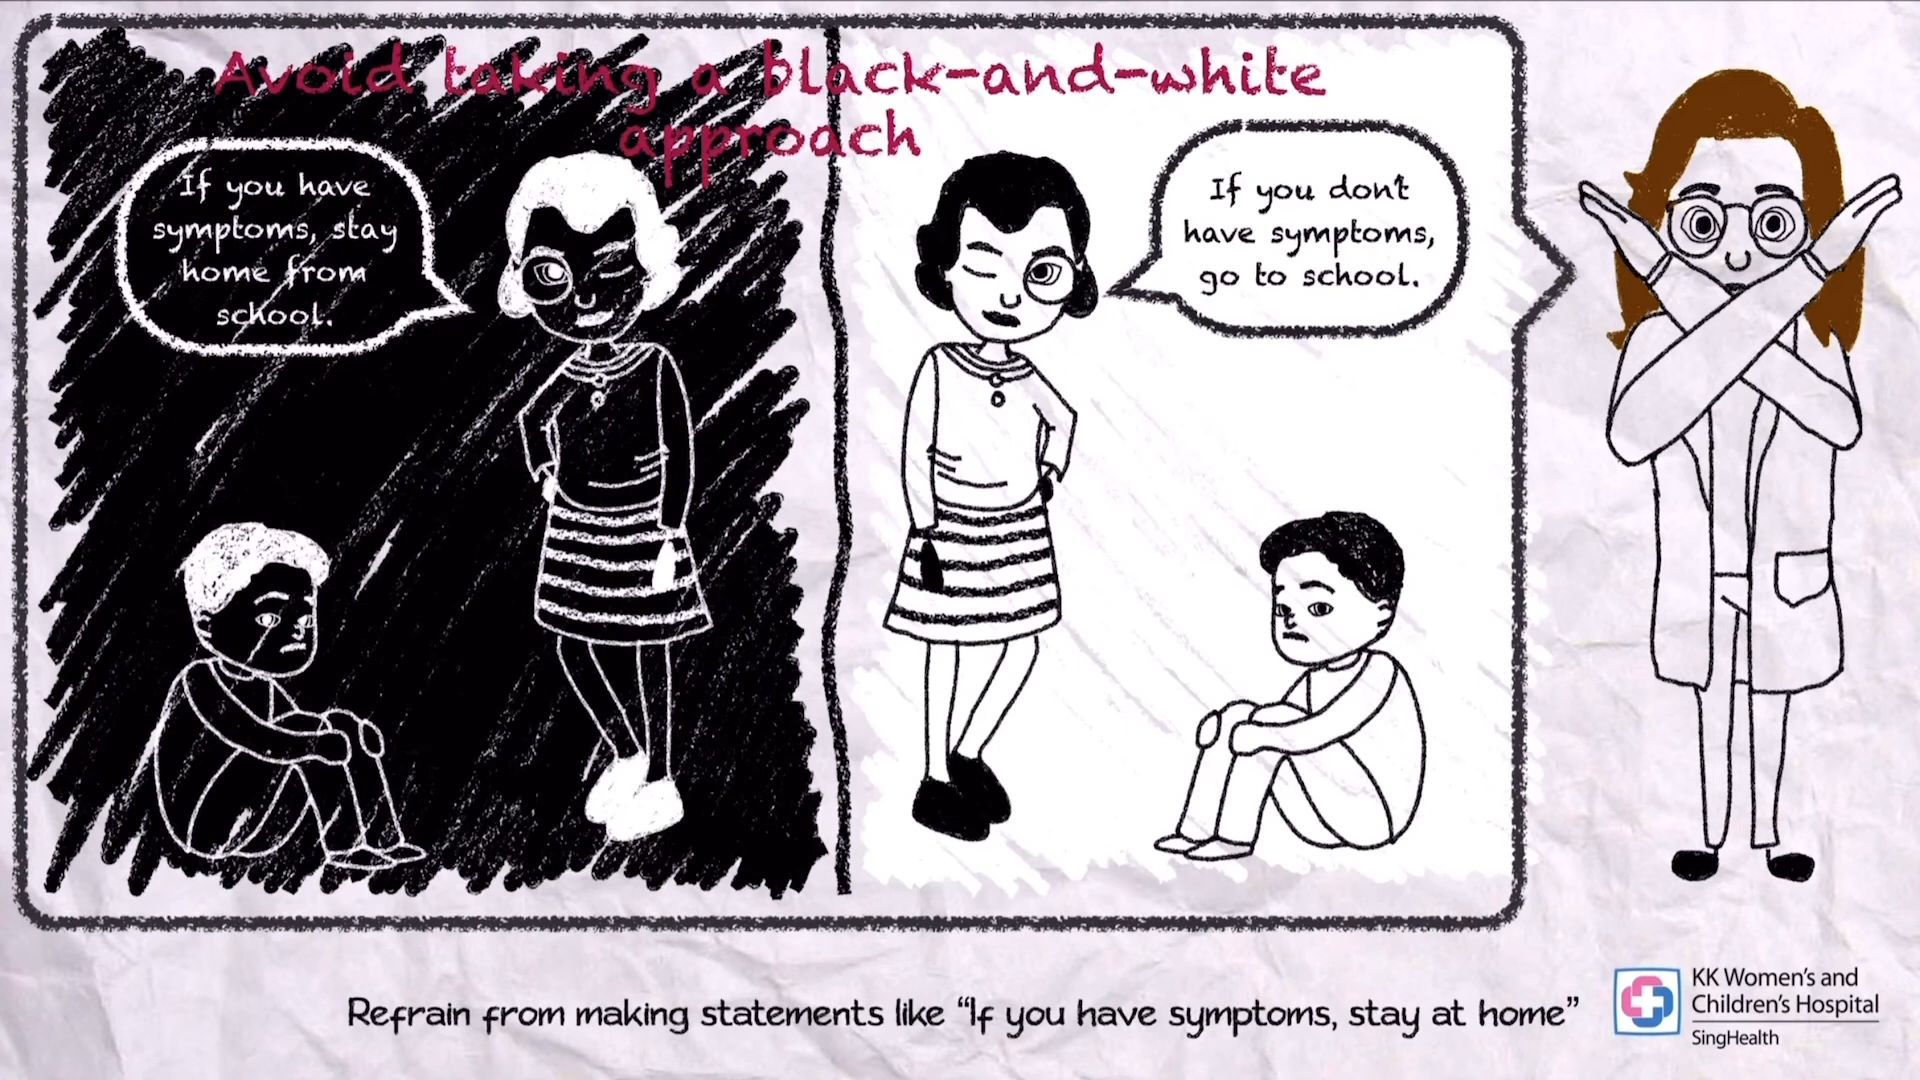 Avoid taking a black-and-white
approach
If you have
symptoms, stay
home from
school.
If you don't
have symptoms,
go to school.
Refrain from making statements like “If you have symptoms, stay at home”
KK Women's and
Children's Hospital
SingHealth